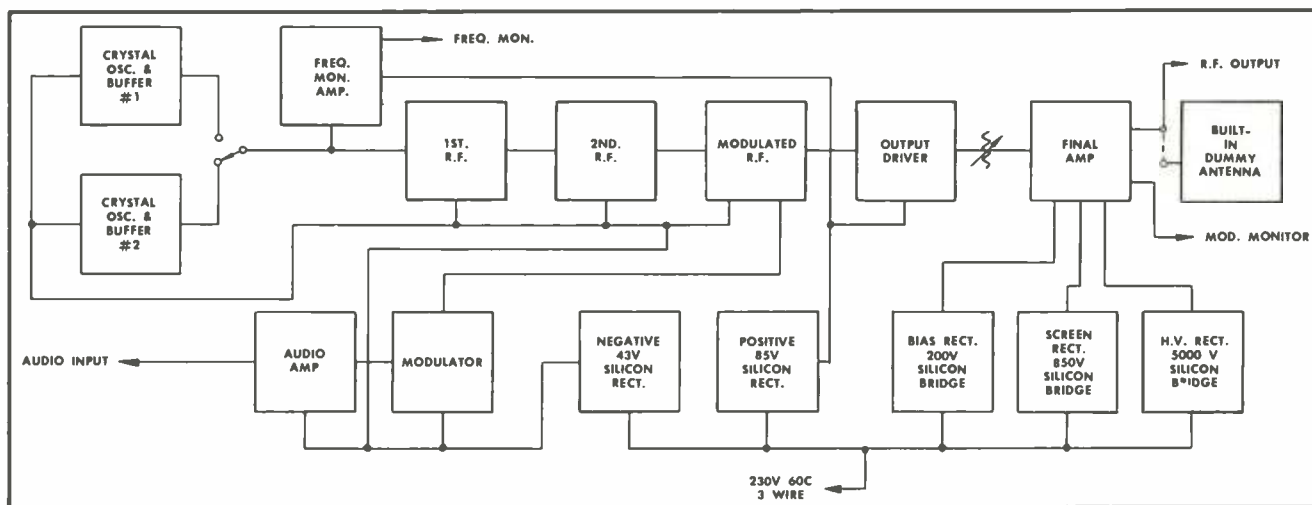 CRYSTAL
OSC. &
BUFFER
#1
FREQ.
MON.
AMP.
FREQ. MON.
R.F. OUTPUT
1ST.
R.F.
2ND.
R.F.
MODULATED
R.F.
OUTPUT
DRIVER
FINAL
AMP
BUILT-
IN
DUMMY
ANTENNA
CRYSTAL
OSC. &
BUFFER
#2
MOD. MONITOR
AUDIO INPUT
AUDIO
AMP
MODULATOR
NEGATIVE
43V
SILICON
RECT.
POSITIVE
85V
SILICON
RECT.
BIAS RECT.
200V
SILICON
BRIDGE
SCREEN
RECT.
850V
SILICON
BRIDGE
H.V. RECT.
5000 V
SILICON
BRIDGE
230V 60C
3 WIRE